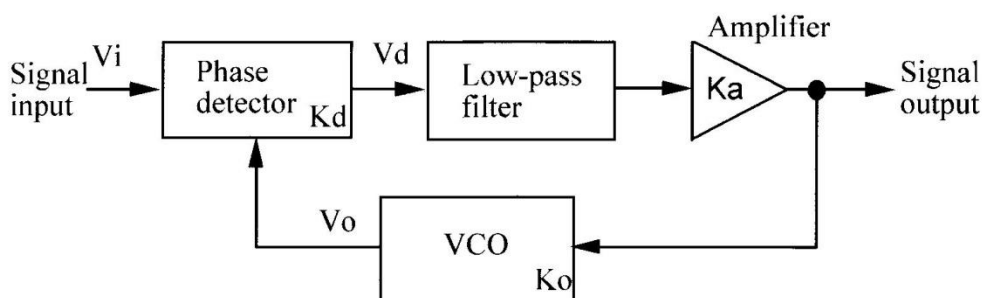 Amplifier
Signal
input
Vi
Phase
detector
Kd
Vd
Low-pass
filter
Ka
Signal
output
Vo
VCO
Ko